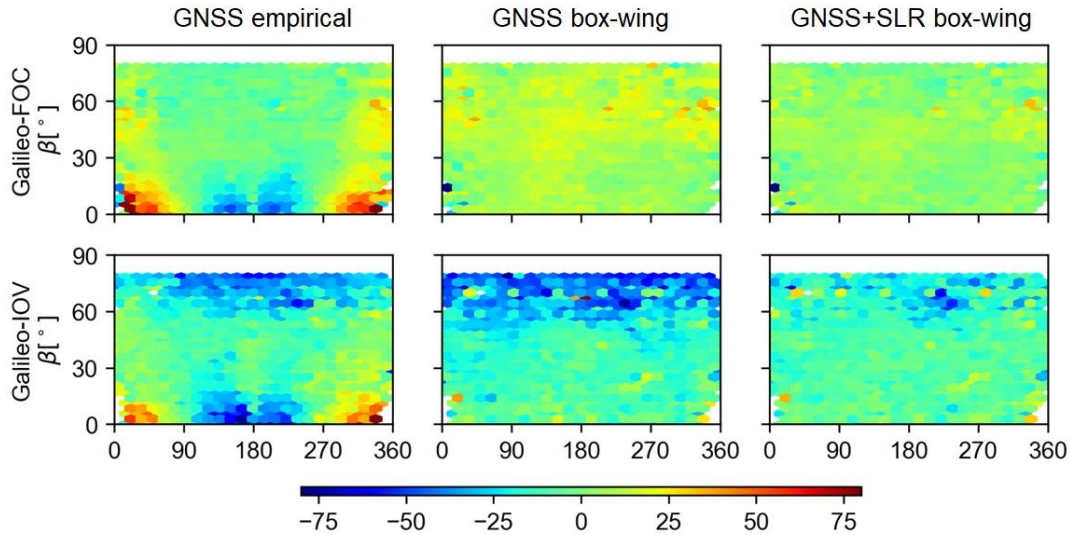 GNSS empirical
GNSS box-wing
GNSS+SLR box-wing
Galileo-FOC
β[°]
90
60
30
0
Galileo-IOV
β[°]
90
60
30
0
0 90 180 270 360
0 90 180 270 360
0 90 180 270 360
−75 −50 −25 0 25 50 75